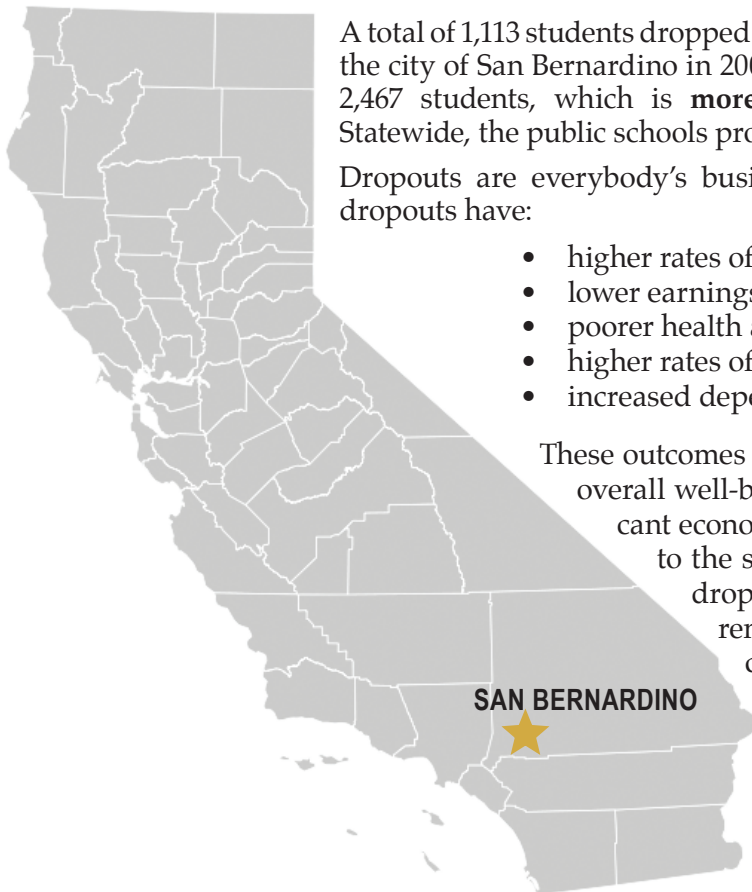 A total of 1,113 students dropped
the city of San Bernardino in 200
2,467 students, which is more
Statewide, the public schools pro
Dropouts are everybody's busi
dropouts have:
• higher rates of
• lower earnings
• poorer health a
• higher rates of
• increased depe
These outcomes
overall well-b
cant econo
to the s
drop
ren
SAN BERNARDINO